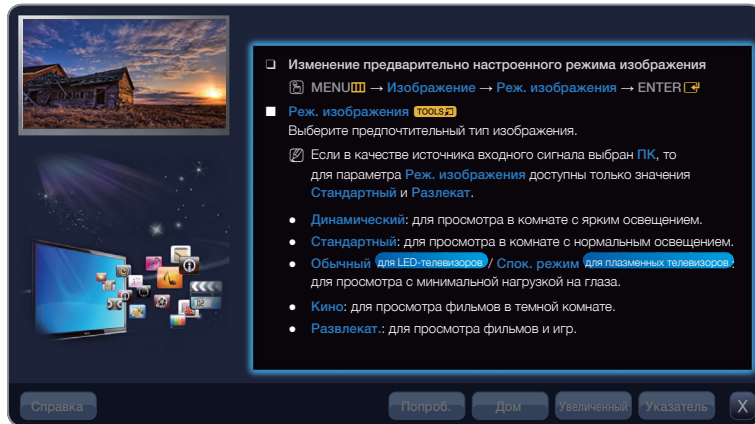 ❑ Изменение предварительно настроенного режима изображения
MENU → Изображение → Реж. изображения → ENTER
■ Реж. изображения TOOLS
Выберите предпочтительный тип изображения.
Если в качестве источника входного сигнала выбран ПК, то
для параметра Реж. изображения доступны только значения
Стандартный и Разлекат.
● Динамический: для просмотра в комнате с ярким освещением.
● Стандартный: для просмотра в комнате с нормальным освещением.
● Обычный для LED-телевизоров / Спок. режим для плазменных телевизоров:
для просмотра с минимальной нагрузкой на глаза.
● Кино: для просмотра фильмов в темной комнате.
● Развлекат.: для просмотра фильмов и игр.
Справка Попроб. Дом Увеличенный Указатель X